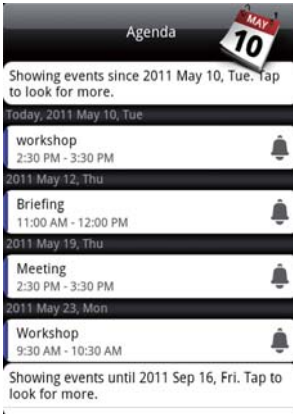 Agenda
MAY
10
Showing events since 2011 May 10, Tue. Tap
to look for more.
Today, 2011 May 10, Tue
workshop
2:30 PM - 3:30 PM
2011 May 12, Thu
Briefing
11:00 AM - 12:00 PM
2011 May 19, Thu
Meeting
2:30 PM - 3:30 PM
2011 May 23, Mon
Workshop
9:30 AM - 10:30 AM
Showing events until 2011 Sep 16, Fri. Tap to
look for more.